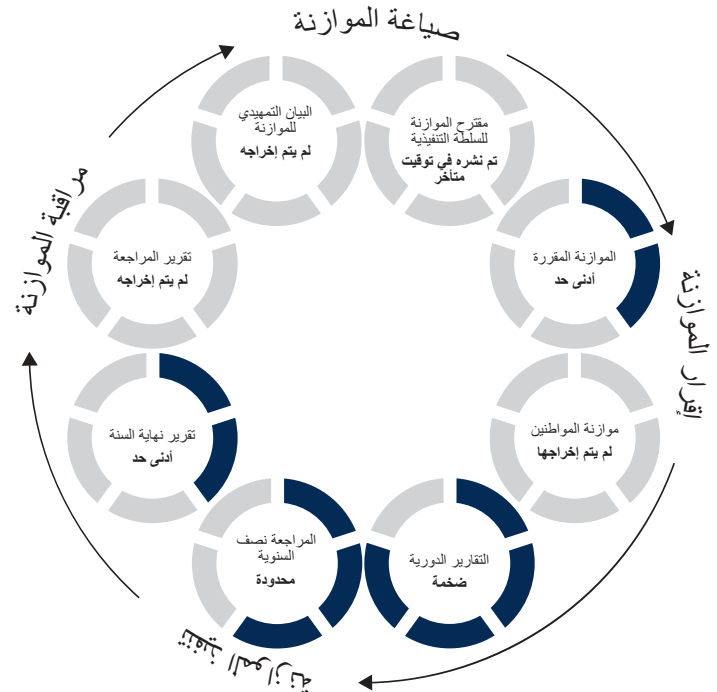 صياغة الموازنة
البيان التمهيدي
للموازنة
لم يتم إخراجه
مقترح الموازنة
للسلطة التنفيذية
تم نشره في توقيت
متأخر
الموازنة المقررة
أدنى حد
إقرار الموازنة
موازنة المواطنين
لم يتم إخراجها
التقارير الدورية
ضخمة
المراجعة نصف
السنوية
محدودة
تنفيذ الموازنة
تقرير نهاية السنة
أدنى حد
تقرير المراجعة
لم يتم إخراجه
مراقبة الموازنة